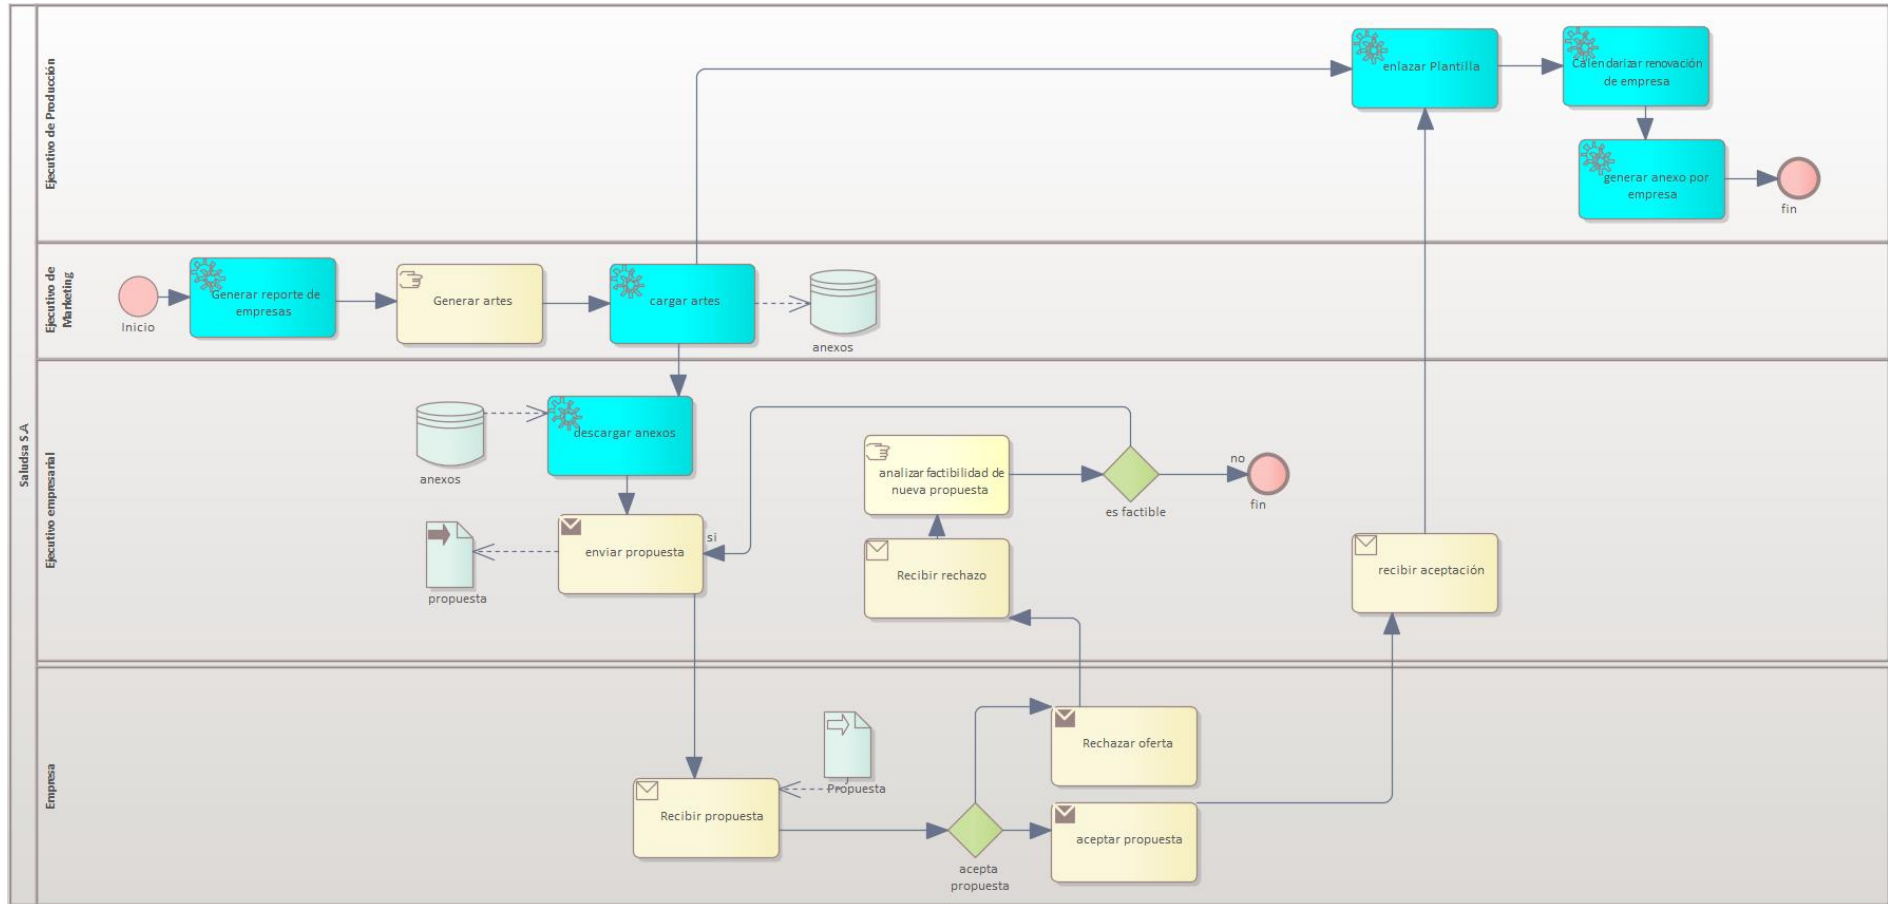 Saludsa S.A
Ejecutivo de Producción
enlazar Plantilla
Calendarizar renovación
de empresa
generar anexo por
empresa
fin
Ejecutivo de
Marketing
Inicio
Generar reporte de
empresas
Generar artes
cargar artes
anexos
Ejecutivo empresarial
anexos
descargar anexos
enviar propuesta
propuesta
si
analizar factibilidad de
nueva propuesta
es factible
no
fin
Recibir rechazo
recibir aceptación
Empresa
Recibir propuesta
Propuesta
acepta
propuesta
Rechazar oferta
aceptar propuesta